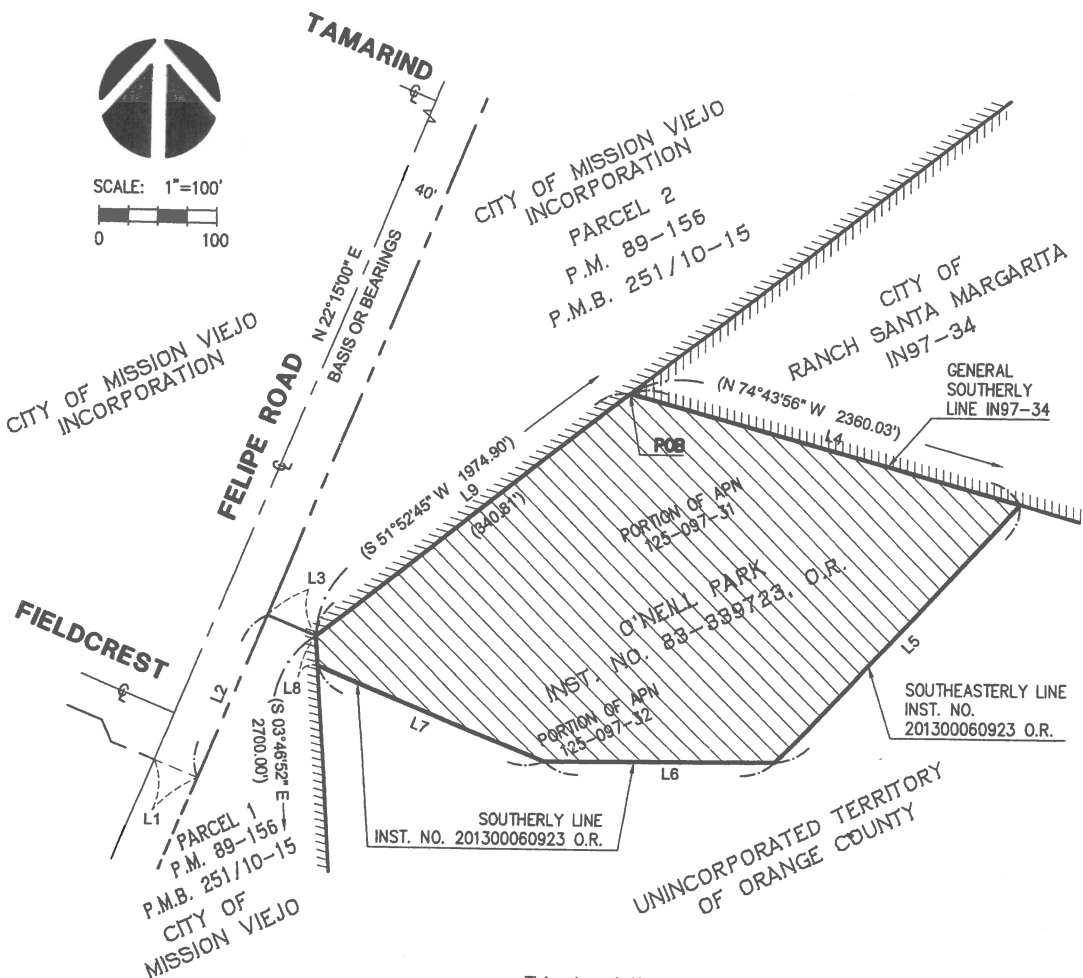 TAMARIND
℄
SCALE: 1"=100'
0 100
40'
CITY OF MISSION VIEJO
INCORPORATION
PARCEL 2
P.M. 89-156
P.M.B. 251/10-15
N 22°15'00" E
BASIS OR BEARINGS
CITY OF MISSION VIEJO
INCORPORATION
FELIPE ROAD
℄
CITY OF
RANCH SANTA MARGARITA
IN97-34
GENERAL
SOUTHERLY
LINE IN97-34
(N 74°43'56" W 2360.03')
L4
POB
(S 51°52'45" W 1974.90')
L9
(340.81')
PORTION OF APN
125-097-31
O'NEILL PARK
INST. NO. 83-339723, O.R.
PORTION OF APN
125-097-32
L3
FIELDCREST
℄
L2
L8
(S 03°46'52" E
2700.00')
L7
L6
L5
SOUTHEASTERLY LINE
INST. NO.
201300060923 O.R.
L1
PARCEL 1
P.M. 89-156
P.M.B. 251/10-15
CITY OF
MISSION VIEJO
SOUTHERLY LINE
INST. NO. 201300060923 O.R.
UNINCORPORATED TERRITORY
OF ORANGE COUNTY